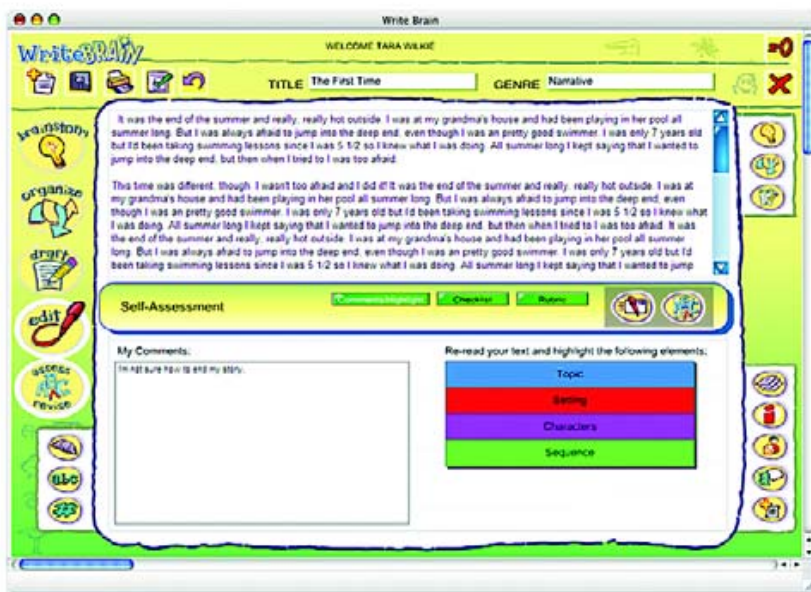 Write Brain
WriteBRAIN
WELCOME TARA WILKIE
TITLE The First Time GENRE Narrative
brainstorm
organize
draft
edit
assess
revise
abc
It was the end of the summer and really, really hot outside. I was at my grandma's house and had been playing in her pool all
summer long. But I was always afraid to jump into the deep end, even though I was an pretty good swimmer. I was only 7 years old
but I'd been taking swimming lessons since I was 5 1/2 so I knew what I was doing. All summer long I kept saying that I wanted to
jump into the deep end, but then when I tried to I was too afraid.
This time was different, though. I wasn't too afraid and I did it! It was the end of the summer and really, really hot outside. I was at
my grandma's house and had been playing in her pool all summer long. But I was always afraid to jump into the deep end, even
though I was an pretty good swimmer. I was only 7 years old but I'd been taking swimming lessons since I was 5 1/2 so I knew what
I was doing. All summer long I kept saying that I wanted to jump into the deep end, but then when I tried to I was too afraid. It was
the end of the summer and really, really hot outside. I was at my grandma's house and had been playing in her pool all summer
long. But I was always afraid to jump into the deep end, even though I was an pretty good swimmer. I was only 7 years old but I'd
been taking swimming lessons since I was 5 1/2 so I knew what I was doing. All summer long I kept saying that I wanted to jump
Self-Assessment
Comments/Highlight Checklist Rubric
My Comments:
I'm not sure how to end my story.
Re-read your text and highlight the following elements:
Topic
Setting
Characters
Sequence